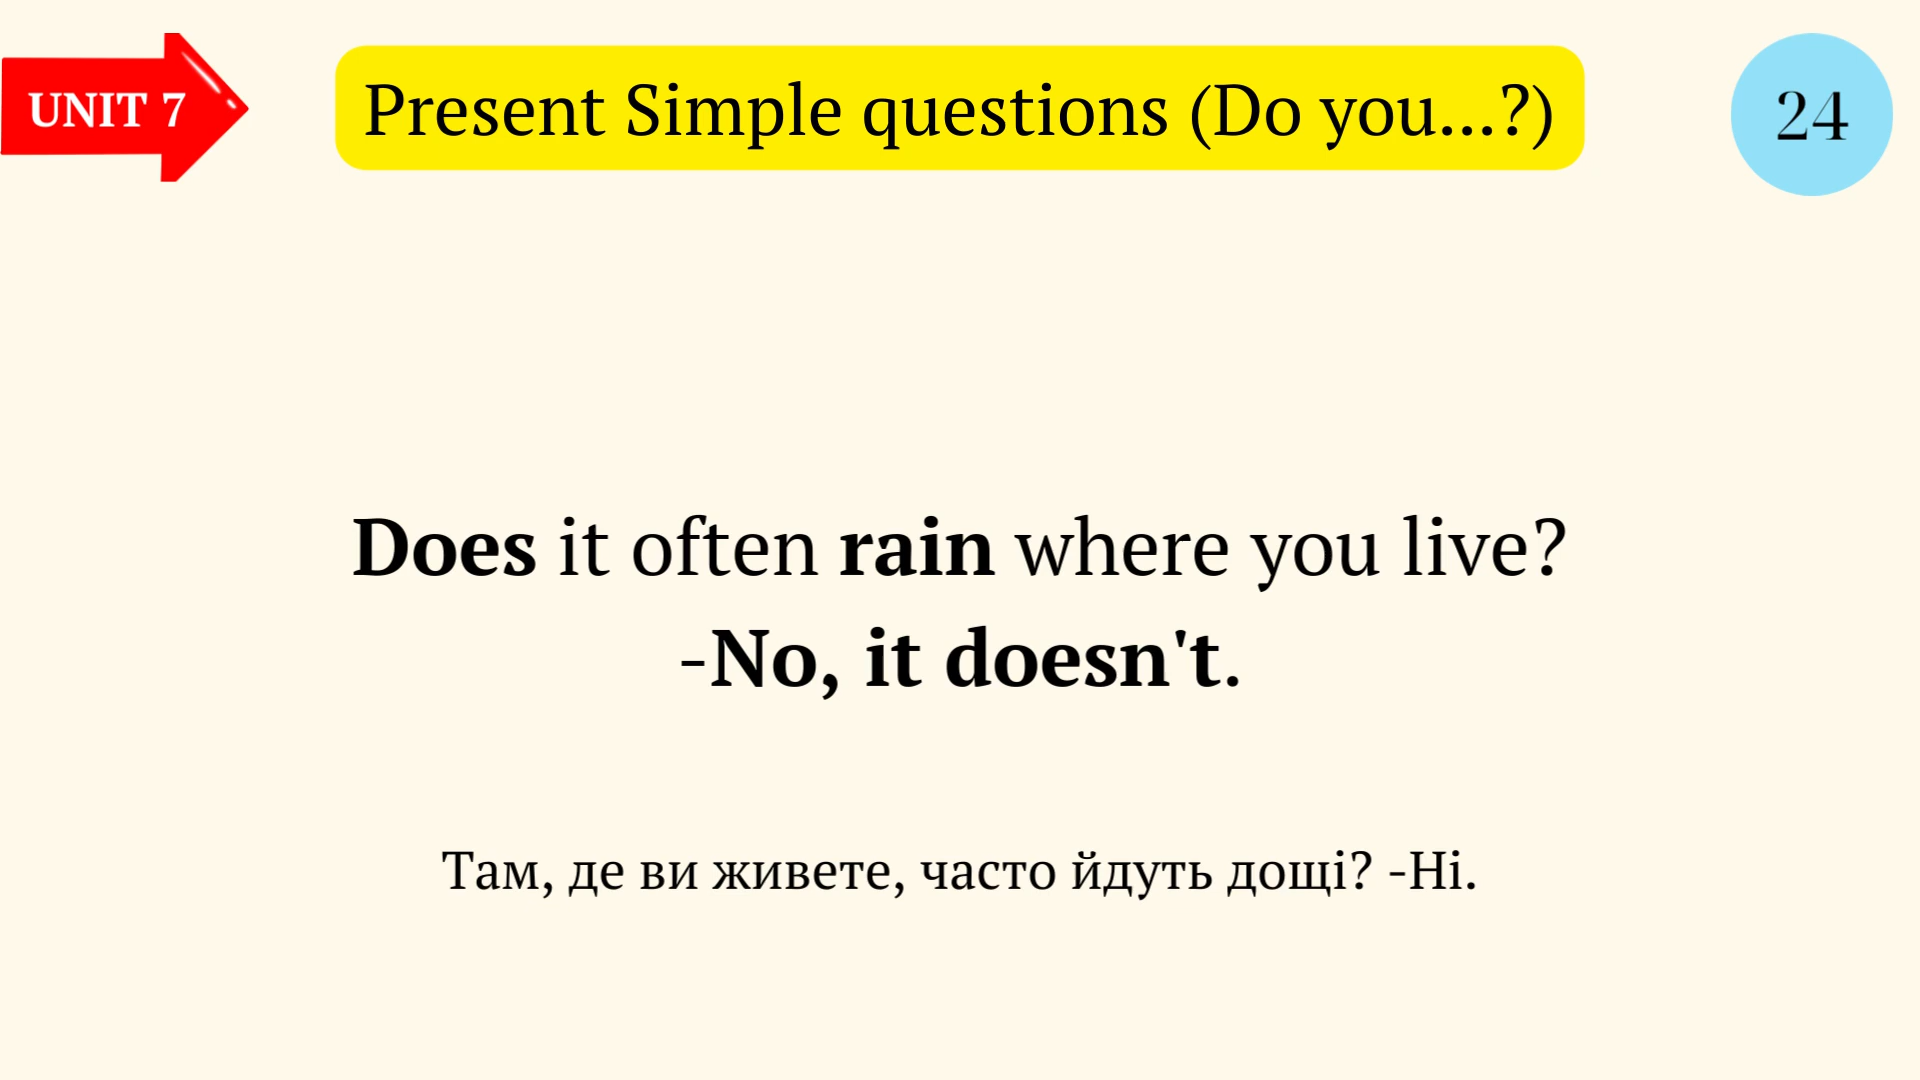 UNIT 7
Present Simple questions (Do you...?)
24
Does it often rain where you live?
-No, it doesn't.
Там, де ви живете, часто йдуть дощі? -Ні.